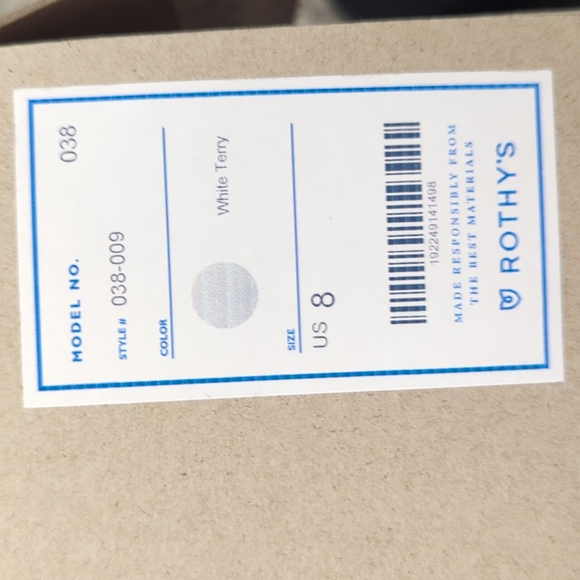 MODEL NO. 038
STYLE # 038-009
COLOR
White Terry
SIZE
US 8
192249141498
MADE RESPONSIBLY FROM
THE BEST MATERIALS
ROTHY'S